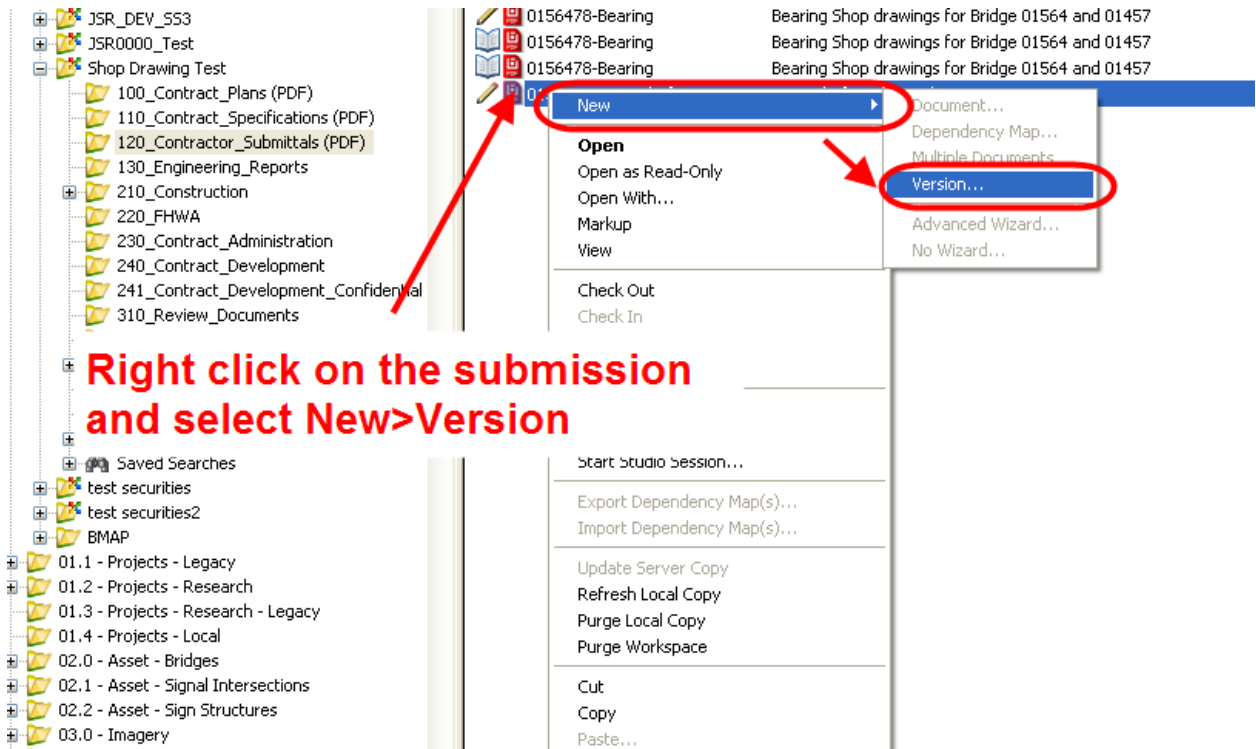 JSR_DEV_SS3
JSR0000_Test
Shop Drawing Test
100_Contract_Plans (PDF)
110_Contract_Specifications (PDF)
120_Contractor_Submittals (PDF)
130_Engineering_Reports
210_Construction
220_FHWA
230_Contract_Administration
240_Contract_Development
241_Contract_Development_Confidential
310_Review_Documents
Saved Searches
test securities
test securities2
BMAP
01.1 - Projects - Legacy
01.2 - Projects - Research
01.3 - Projects - Research - Legacy
01.4 - Projects - Local
02.0 - Asset - Bridges
02.1 - Asset - Signal Intersections
02.2 - Asset - Sign Structures
03.0 - Imagery
0156478-Bearing Bearing Shop drawings for Bridge 01564 and 01457
0156478-Bearing Bearing Shop drawings for Bridge 01564 and 01457
0156478-Bearing Bearing Shop drawings for Bridge 01564 and 01457
New
Open
Open as Read-Only
Open With...
Markup
View
Check Out
Check In
Start Studio Session...
Export Dependency Map(s)...
Import Dependency Map(s)...
Update Server Copy
Refresh Local Copy
Purge Local Copy
Purge Workspace
Cut
Copy
Paste...
Document...
Dependency Map...
Multiple Documents
Version...
Advanced Wizard...
No Wizard...
Right click on the submission
and select New>Version